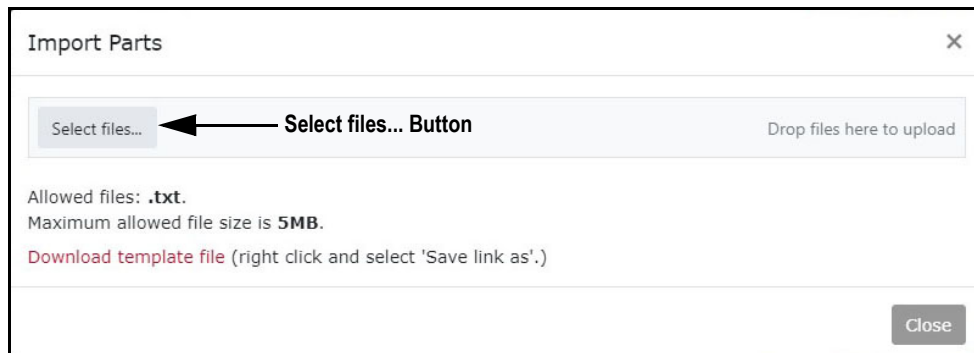 Import Parts ×
Select files... Select files... Button Drop files here to upload
Allowed files: .txt.
Maximum allowed file size is 5MB.
Download template file (right click and select 'Save link as'.)
Close